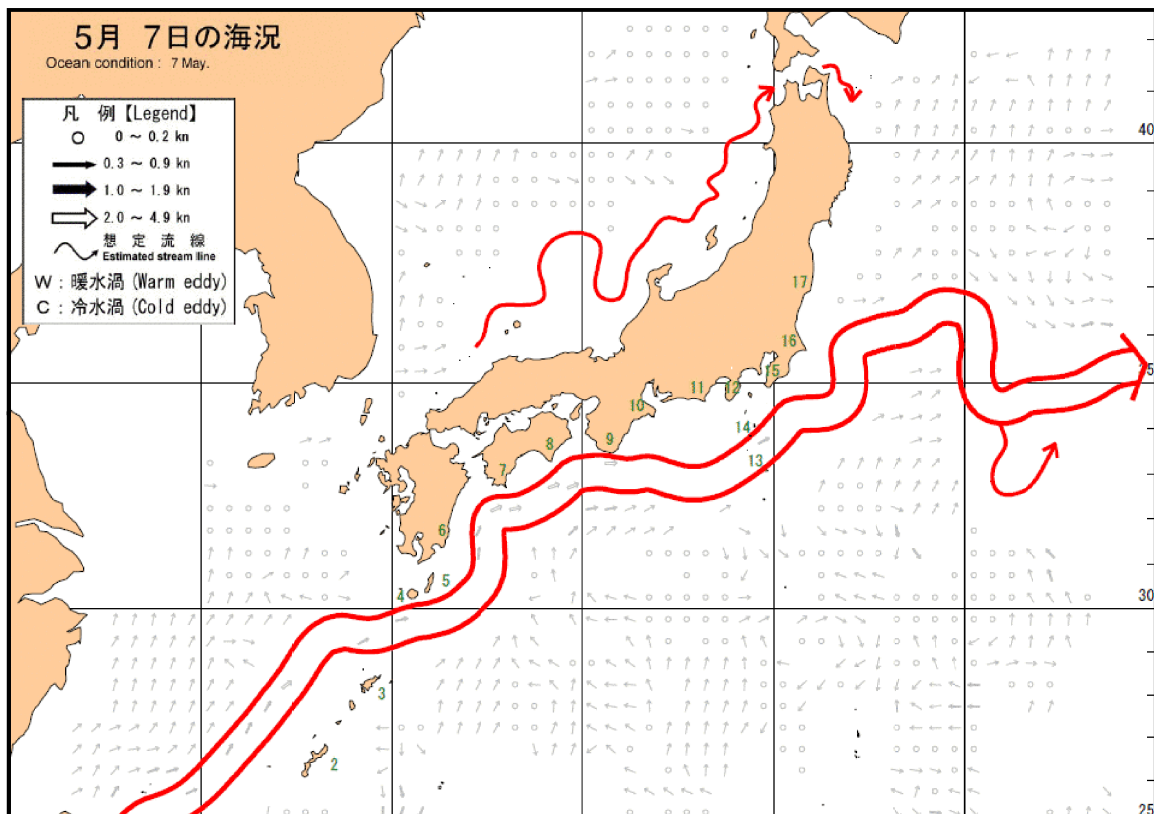 5月 7日の海況
Ocean condition : 7 May.
凡 例【Legend】
0 ～ 0.2 kn
0.3 ～ 0.9 kn
1.0 ～ 1.9 kn
2.0 ～ 4.9 kn
想 定 流 線
Estimated stream line
W : 暖水渦 (Warm eddy)
C : 冷水渦 (Cold eddy)
40
17
16
15
12
11
10
14
9
8
7
13
6
5
4
30
3
2
25